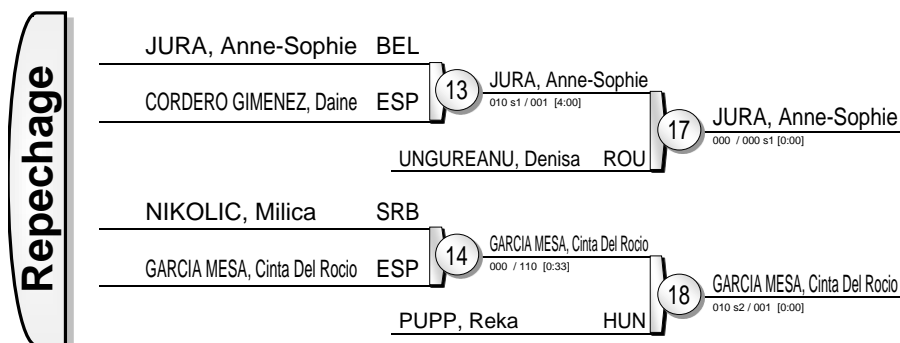 Repechage
JURA, Anne-Sophie BEL
CORDERO GIMENEZ, Daine ESP
13
JURA, Anne-Sophie
010 s1 / 001 [4:00]
UNGUREANU, Denisa ROU
17
JURA, Anne-Sophie
000 / 000 s1 [0:00]
NIKOLIC, Milica SRB
GARCIA MESA, Cinta Del Rocio ESP
14
GARCIA MESA, Cinta Del Rocio
000 / 110 [0:33]
PUPP, Reka HUN
18
GARCIA MESA, Cinta Del Rocio
010 s2 / 001 [0:00]